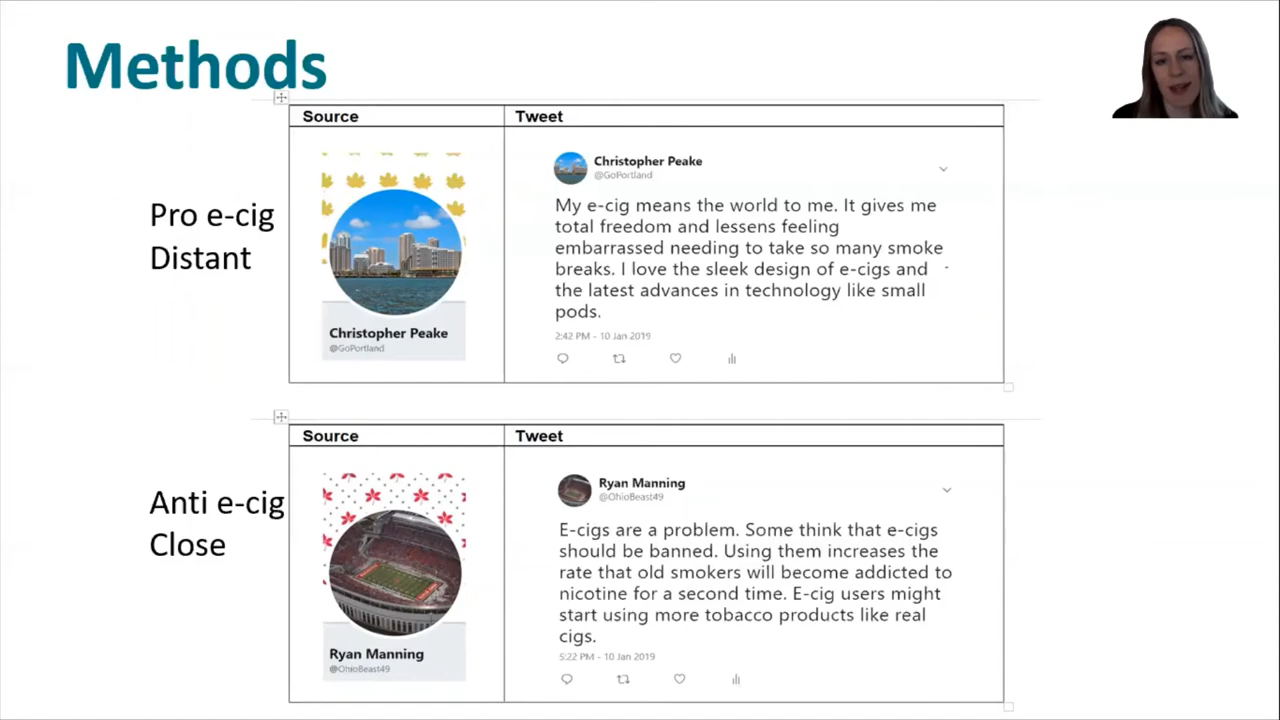 Methods
Source Tweet
Pro e-cig
Distant
Christopher Peake
@GoPortland
Christopher Peake
@GoPortland
My e-cig means the world to me. It gives me
total freedom and lessens feeling
embarrassed needing to take so many smoke
breaks. I love the sleek design of e-cigs and
the latest advances in technology like small
pods.
2:42 PM - 10 Jan 2019
Source Tweet
Anti e-cig
Close
Ryan Manning
@OhioBeast49
Ryan Manning
@OhioBeast49
E-cigs are a problem. Some think that e-cigs
should be banned. Using them increases the
rate that old smokers will become addicted to
nicotine for a second time. E-cig users might
start using more tobacco products like real
cigs.
5:22 PM - 10 Jan 2019